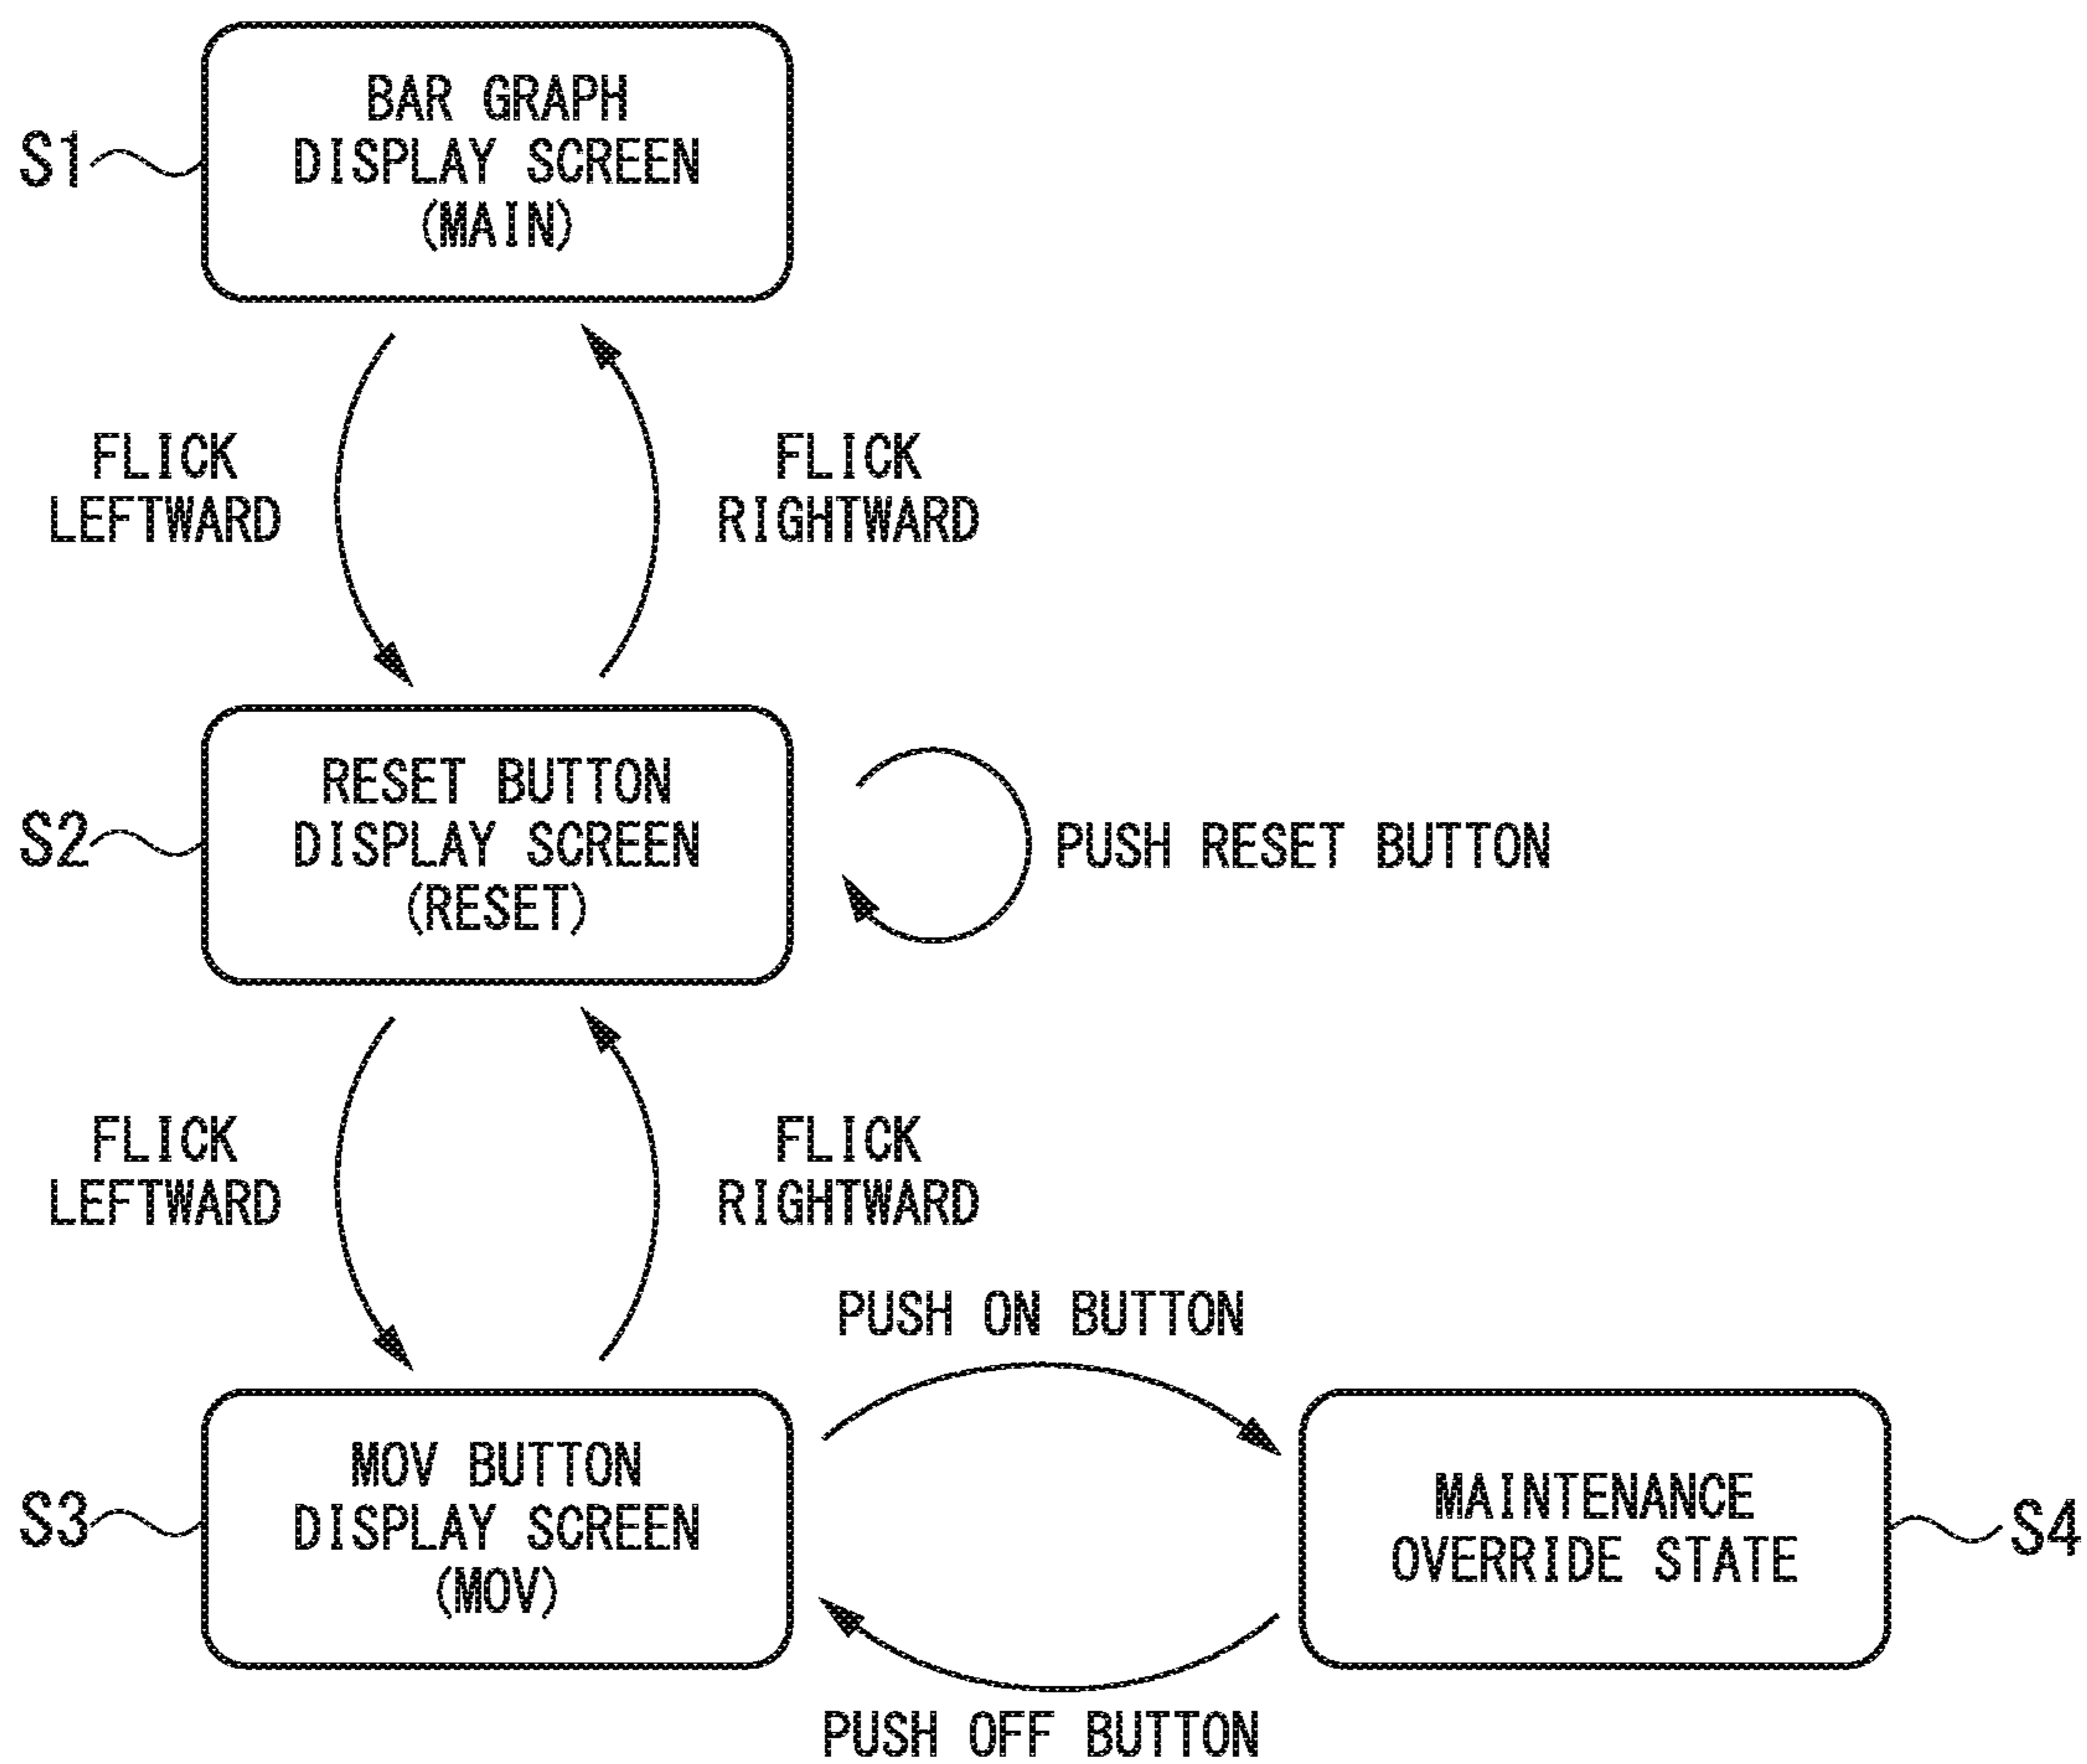 BAR GRAPH
DISPLAY SCREEN
(MAIN)
S1
FLICK
LEFTWARD
FLICK
RIGHTWARD
RESET BUTTON
DISPLAY SCREEN
(RESET)
S2
PUSH RESET BUTTON
FLICK
LEFTWARD
FLICK
RIGHTWARD
PUSH ON BUTTON
MOV BUTTON
DISPLAY SCREEN
(MOV)
S3
MAINTENANCE
OVERRIDE STATE
S4
PUSH OFF BUTTON